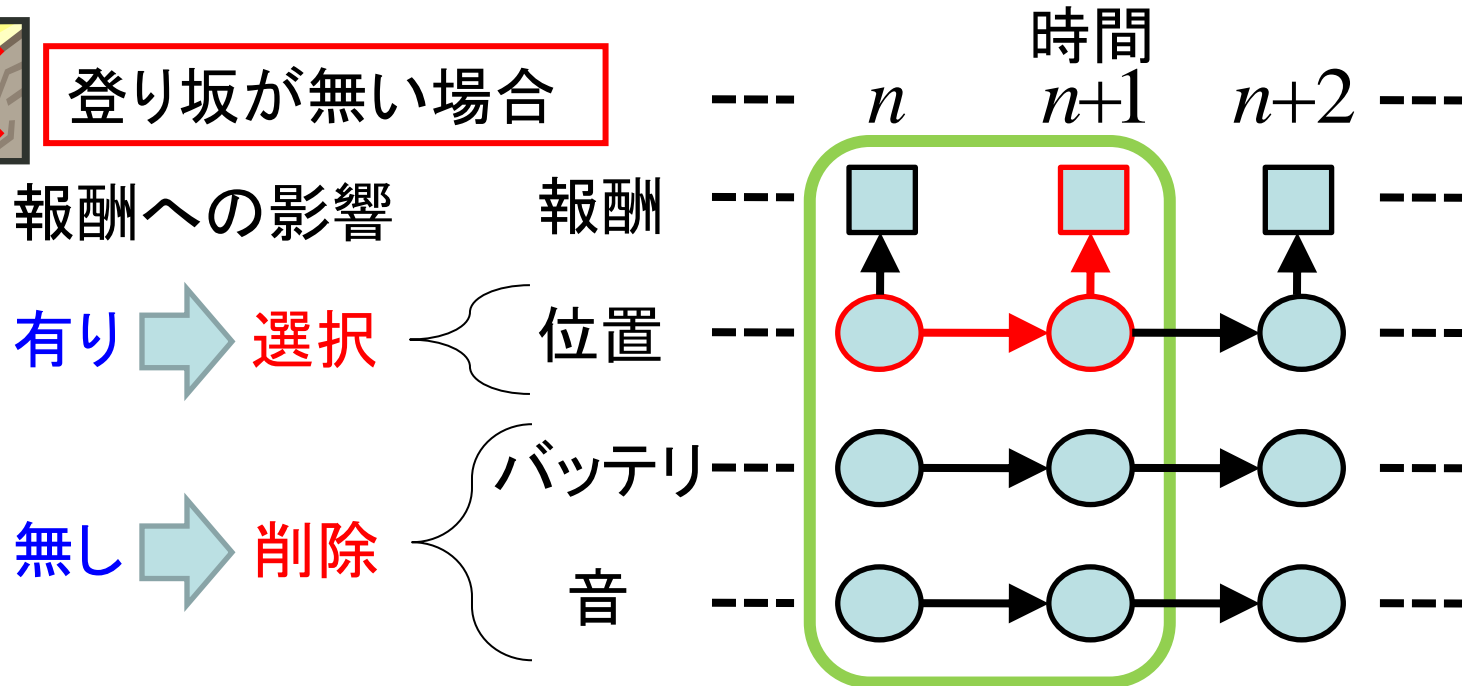 時間
登り坂が無い場合
n n+1 n+2
報酬への影響 報酬
有り 選択 位置
バッテリ
無し 削除
音